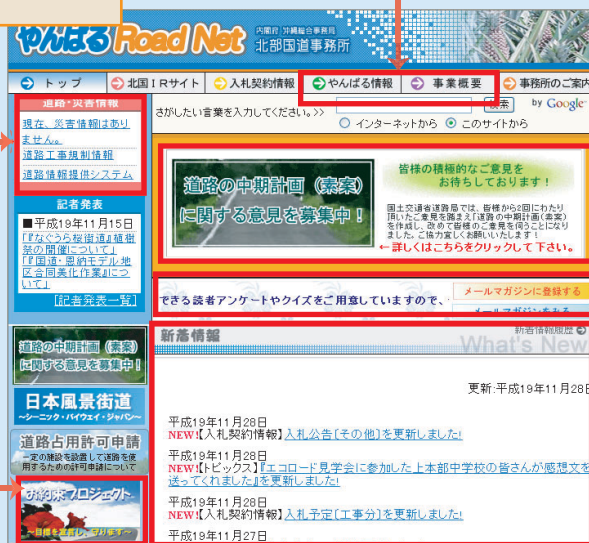 やんばる Road Net 内閣府 沖縄総合事務局
北部国道事務所
トップ 北国IRサイト 入札契約情報 やんばる情報 事業概要 事務所のご案内
道路・災害情報
現在、災害情報はあり
ません。
道路工事規制情報
道路情報提供システム
さがしたい言葉を入力してください。>> 検索 by Google
インターネットから このサイトから
道路の中期計画（素案）
に関する意見を募集中！
皆様の積極的なご意見を
お待ちしております！
国土交通省道路局では、皆様から2回にわたり
頂いたご意見を踏まえ「道路の中期計画(素案)
を作成し、改めて皆様のご意見を伺うことになり
ました。ご協力宜しくお願いいたします！
←詳しくはこちらをクリックして下さい。
記者発表
■平成19年11月15日
「『なぐうら桜街道』植樹
祭の開催について」
「『国道・恩納モデル地
区合同美化作業』につ
いて」
[記者発表一覧]
できる読者アンケートやクイズをご用意していますので、
メールマガジンに登録する
メールマガジンをみる
道路の中期計画（素案）
に関する意見を募集中！
日本風景街道
～シーニック・バイウェイ・ジャパン～
道路占用許可申請
一定の施設を設置して道路を使
用するための許可申請について
お約束プロジェクト
～目標を宣言し、守ります～
新着情報
新着情報履歴
What's New
更新:平成19年11月28日
平成19年11月28日
NEW!【入札契約情報】入札公告[その他]を更新しました!
平成19年11月28日
NEW!【トピックス】『エコロード見学会に参加した上本部中学校の皆さんが感想文を
送ってくれました』を更新しました!
平成19年11月28日
NEW!【入札契約情報】入札予定[工事分]を更新しました!
平成19年11月27日